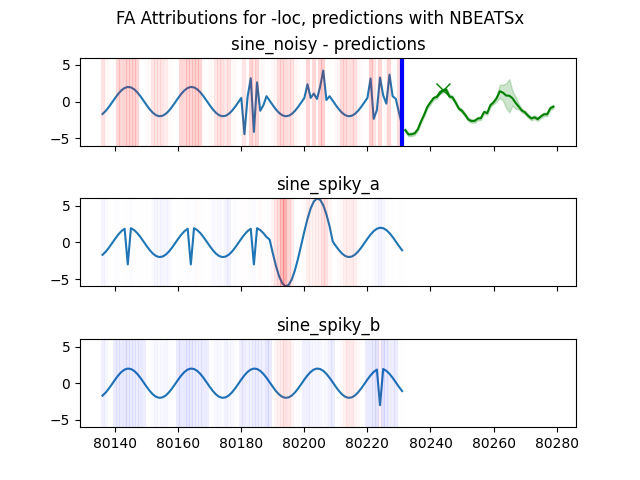 FA Attributions for -loc, predictions with NBEATSx
sine_noisy - predictions
5
0
−5
sine_spiky_a
5
0
−5
sine_spiky_b
5
0
−5
80140 80160 80180 80200 80220 80240 80260 80280